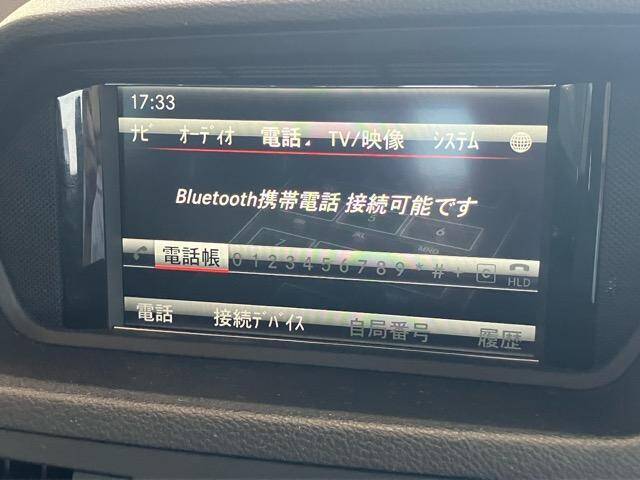 17:33
ナビ オーディオ 電話 TV/映像 システム
Bluetooth携帯電話 接続可能です
5 6
MNO
電話帳 0 1 2 3 4 5 6 7 8 9 * # + C HLD
電話 接続デバイス 自局番号 履歴